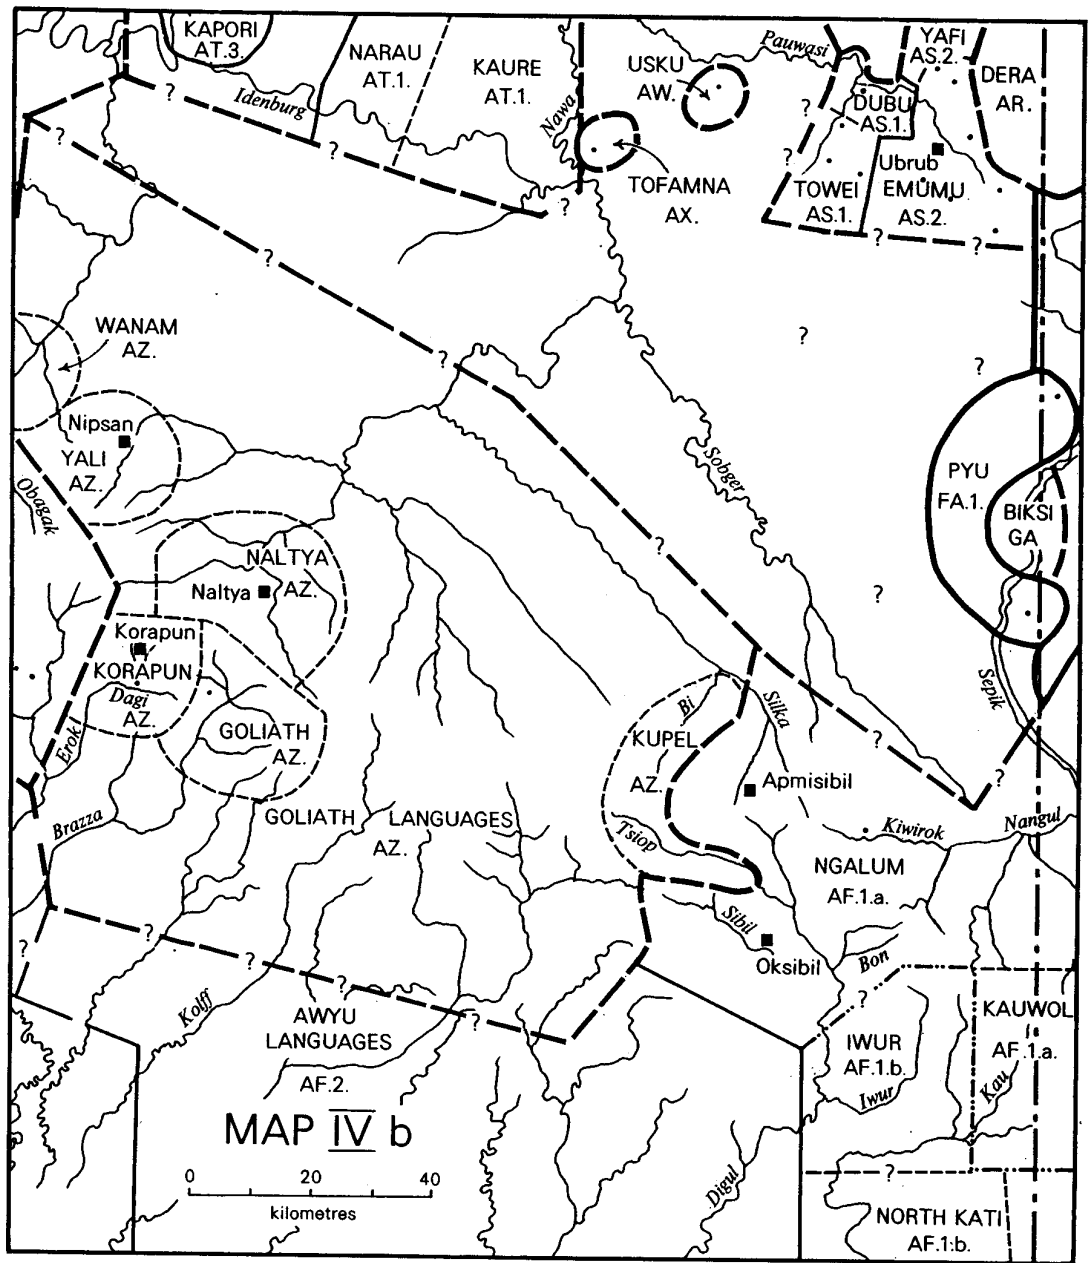 KAPORI
AT.3.
NARAU
AT.1.
KAURE
AT.1.
USKU
AW.
Pauwasi
YAFI
AS.2.
DERA
AR.
DUBU
AS.1.
Idenburg
Nawa
TOFAMNA
AX.
Ubrub
TOWEI
AS.1.
EMUMU
AS.2.
?
?
?
?
?
?
?
?
?
?
?
?
?
WANAM
AZ.
Nipsan
YALI
AZ.
Obagak
Sobger
PYU
FA.1.
BIKSI
GA
?
?
NALTYA
AZ.
Naltya
Korapun
KORAPUN
Dagi
AZ.
Erok
GOLIATH
AZ.
Bi
Silka
Sepik
KUPEL
AZ.
?
?
Apmisibil
Brazza
GOLIATH LANGUAGES
AZ.
Tsiop
Kiwirok
Nangul
NGALUM
AF.1.a.
Sibil
Oksibil
Bon
?
?
?
?
?
?
Kolff
AWYU
LANGUAGES
AF.2.
IWUR
AF.1.b.
Iwur
KAUWOL
AF.1.a.
Kau
MAP IV b
0 20 40
kilometres
Digul
?
NORTH KATI
AF.1.b.